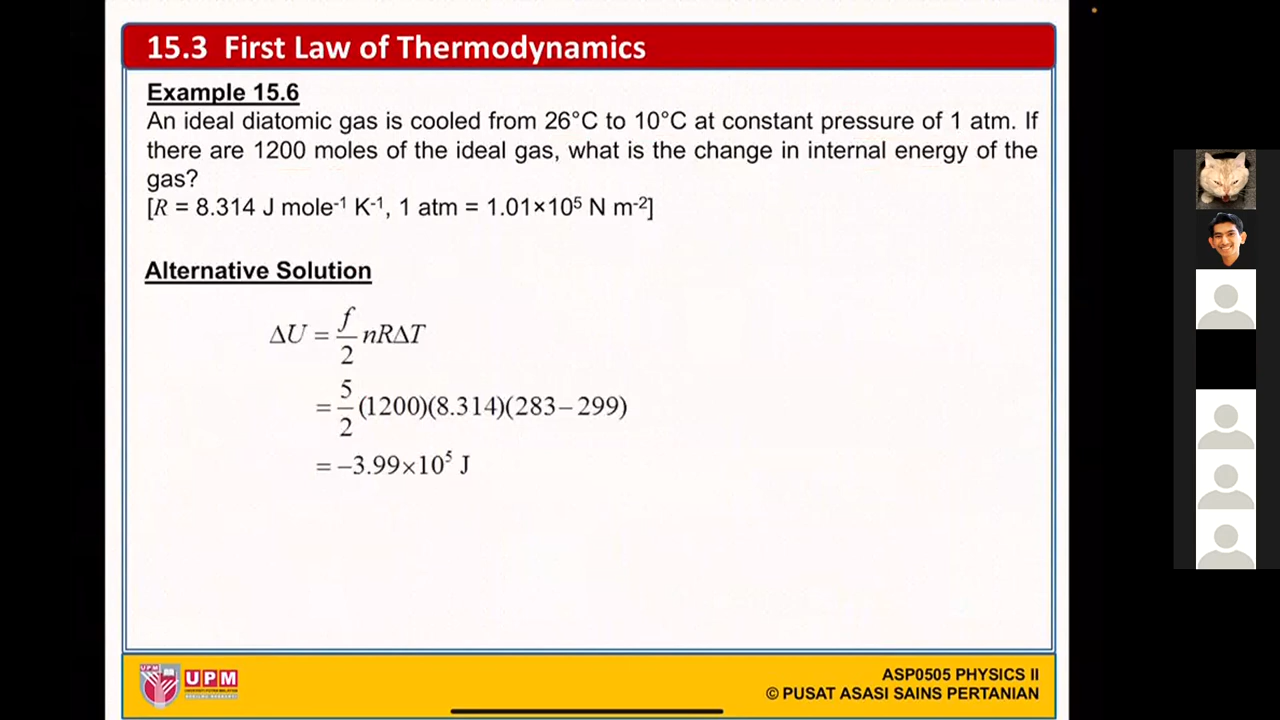 15.3 First Law of Thermodynamics
Example 15.6
An ideal diatomic gas is cooled from 26°C to 10°C at constant pressure of 1 atm. If
there are 1200 moles of the ideal gas, what is the change in internal energy of the
gas?
[R = 8.314 J mole⁻¹ K⁻¹, 1 atm = 1.01×10⁵ N m⁻²]
Alternative Solution
ΔU = f/2 nRΔT
= 5/2 (1200)(8.314)(283−299)
= −3.99×10⁵ J
UPM
UPM
ASP0505 PHYSICS II
© PUSAT ASASI SAINS PERTANIAN